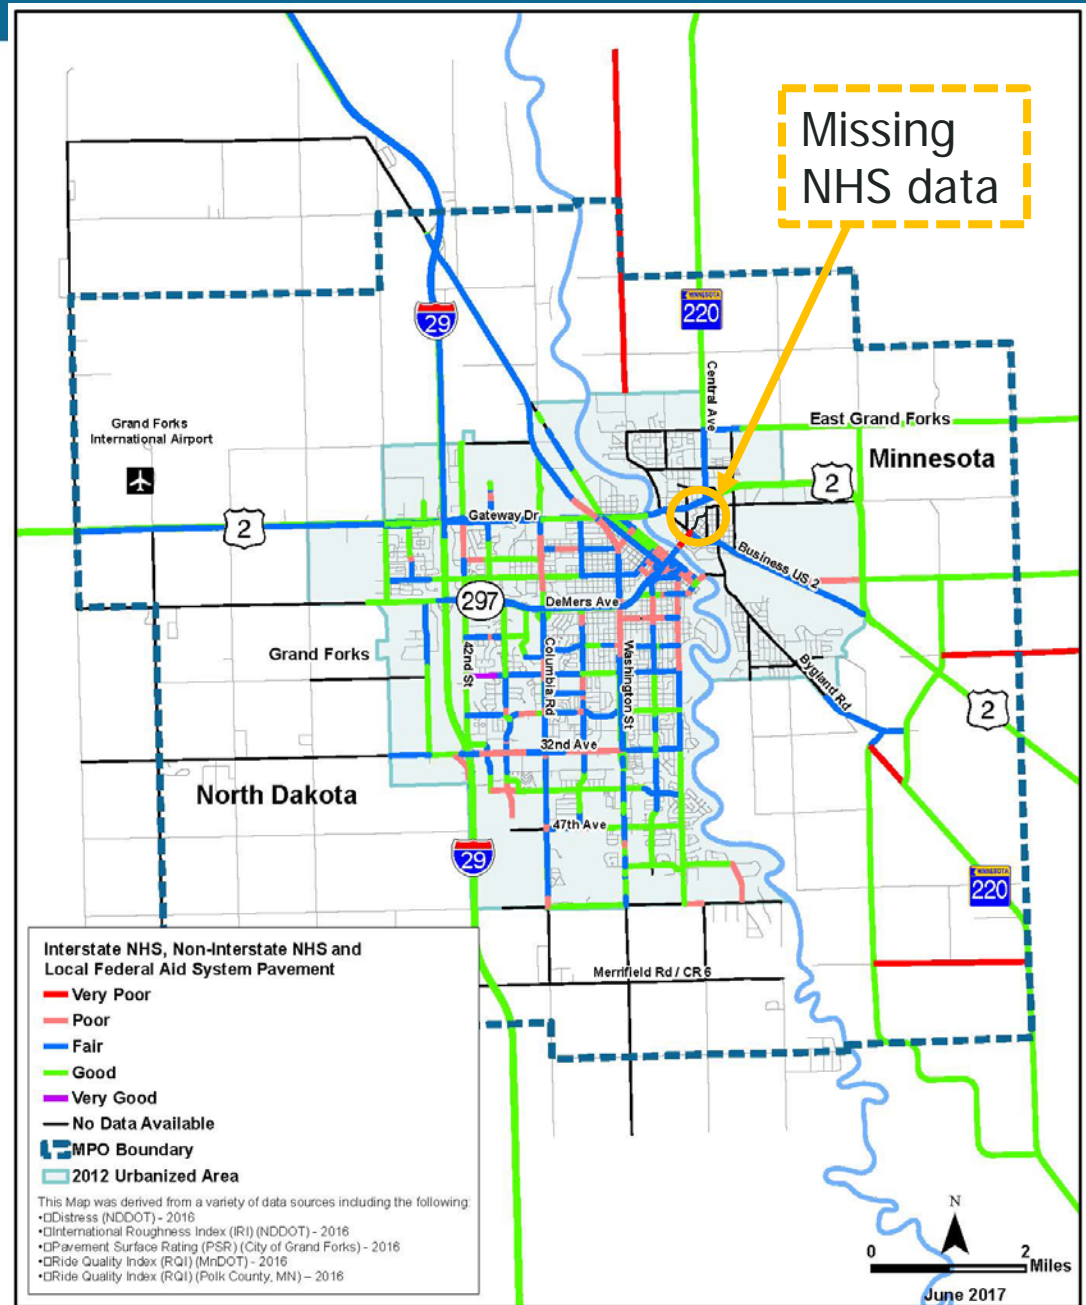 Missing
NHS data
29
MINNESOTA
220
Central Ave
Grand Forks
International Airport
East Grand Forks
Minnesota
2
2
Gateway Dr
Business US 2
297
DeMers Ave
Grand Forks
42nd St
Columbia Rd
Washington St
Bygland Rd
2
32nd Ave
North Dakota
47th Ave
29
MINNESOTA
220
Merrifield Rd / CR 6
Interstate NHS, Non-Interstate NHS and
Local Federal Aid System Pavement
Very Poor
Poor
Fair
Good
Very Good
No Data Available
MPO Boundary
2012 Urbanized Area
This Map was derived from a variety of data sources including the following:
•□Distress (NDDOT) - 2016
•□International Roughness Index (IRI) (NDDOT) - 2016
•□Pavement Surface Rating (PSR) (City of Grand Forks) - 2016
•□Ride Quality Index (RQI) (MnDOT) - 2016
•□Ride Quality Index (RQI) (Polk County, MN) – 2016
N
0 2
Miles
June 2017